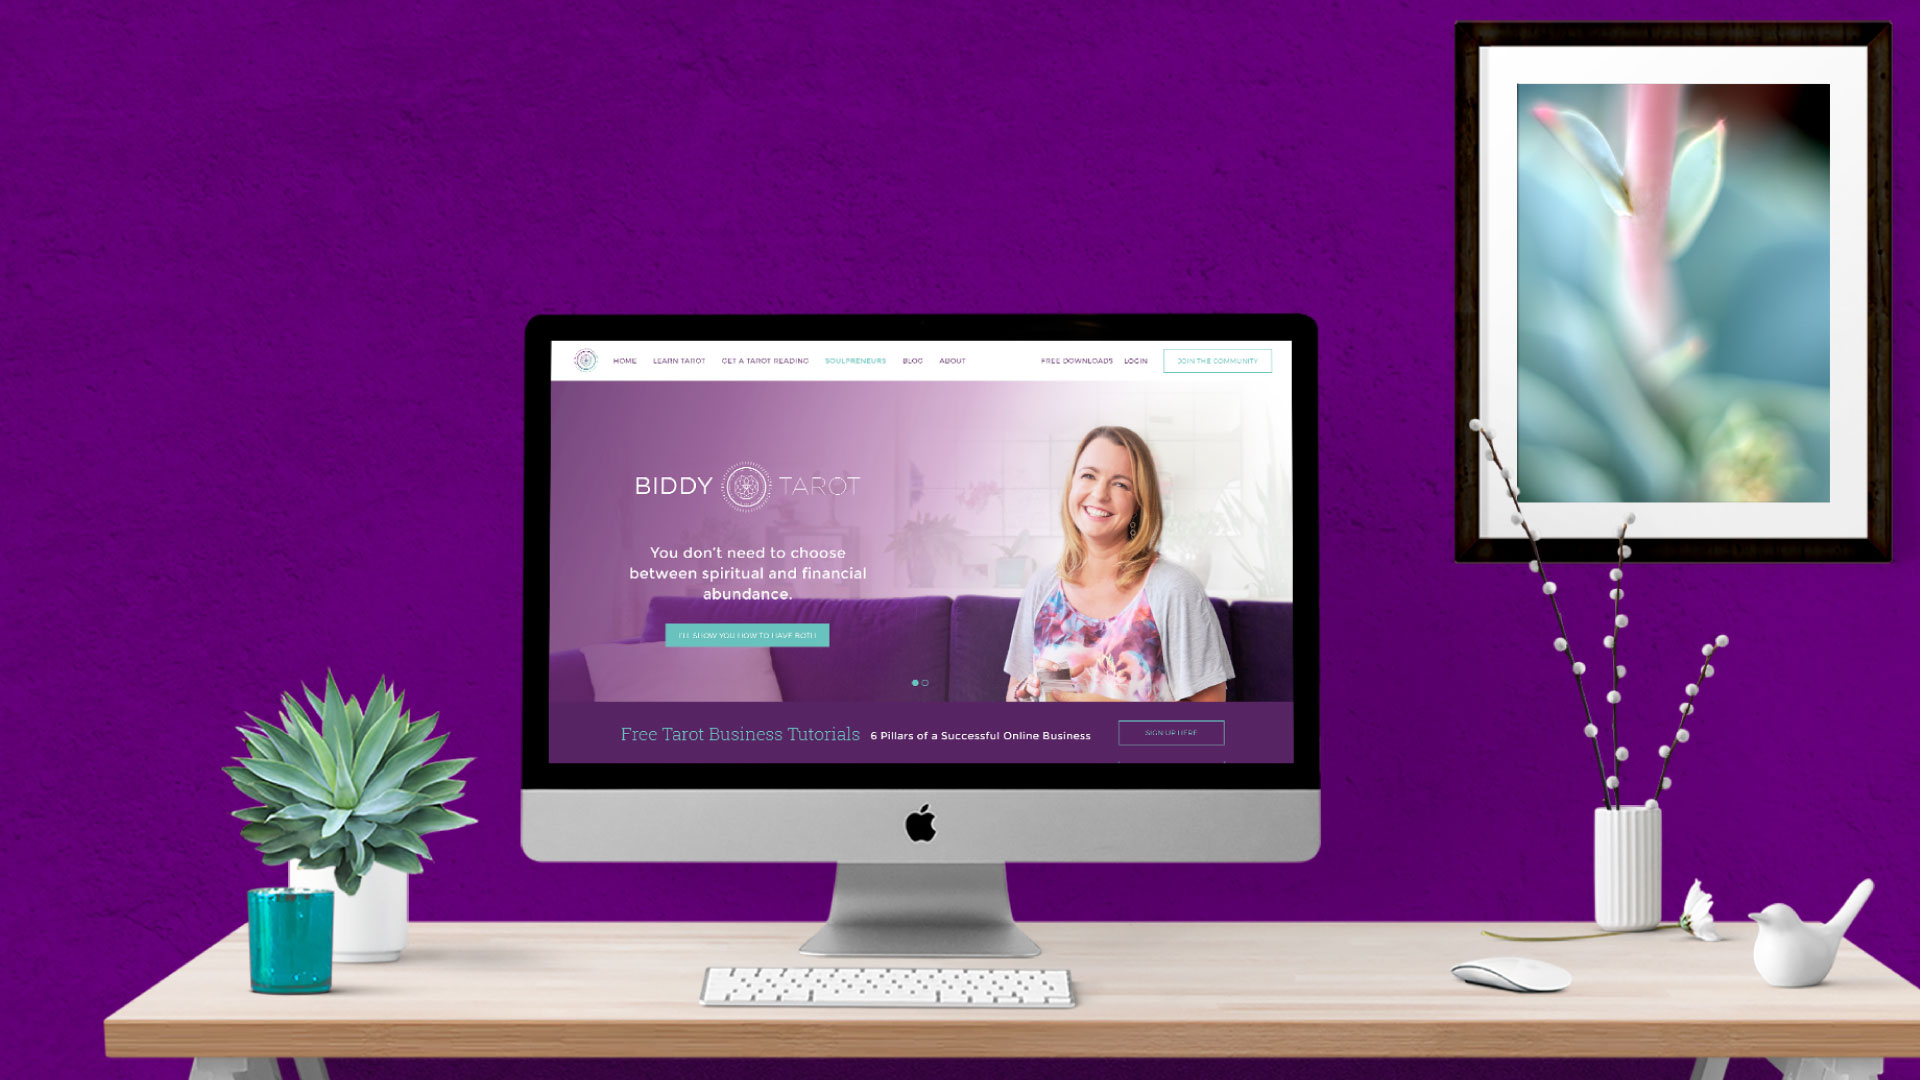 HOME LEARN TAROT GET A TAROT READING SOULPRENEURS BLOG ABOUT FREE DOWNLOADS LOGIN JOIN THE COMMUNITY
BIDDY TAROT
You don't need to choose
between spiritual and financial
abundance.
I'LL SHOW YOU HOW TO HAVE BOTH
Free Tarot Business Tutorials 6 Pillars of a Successful Online Business SIGN UP HERE